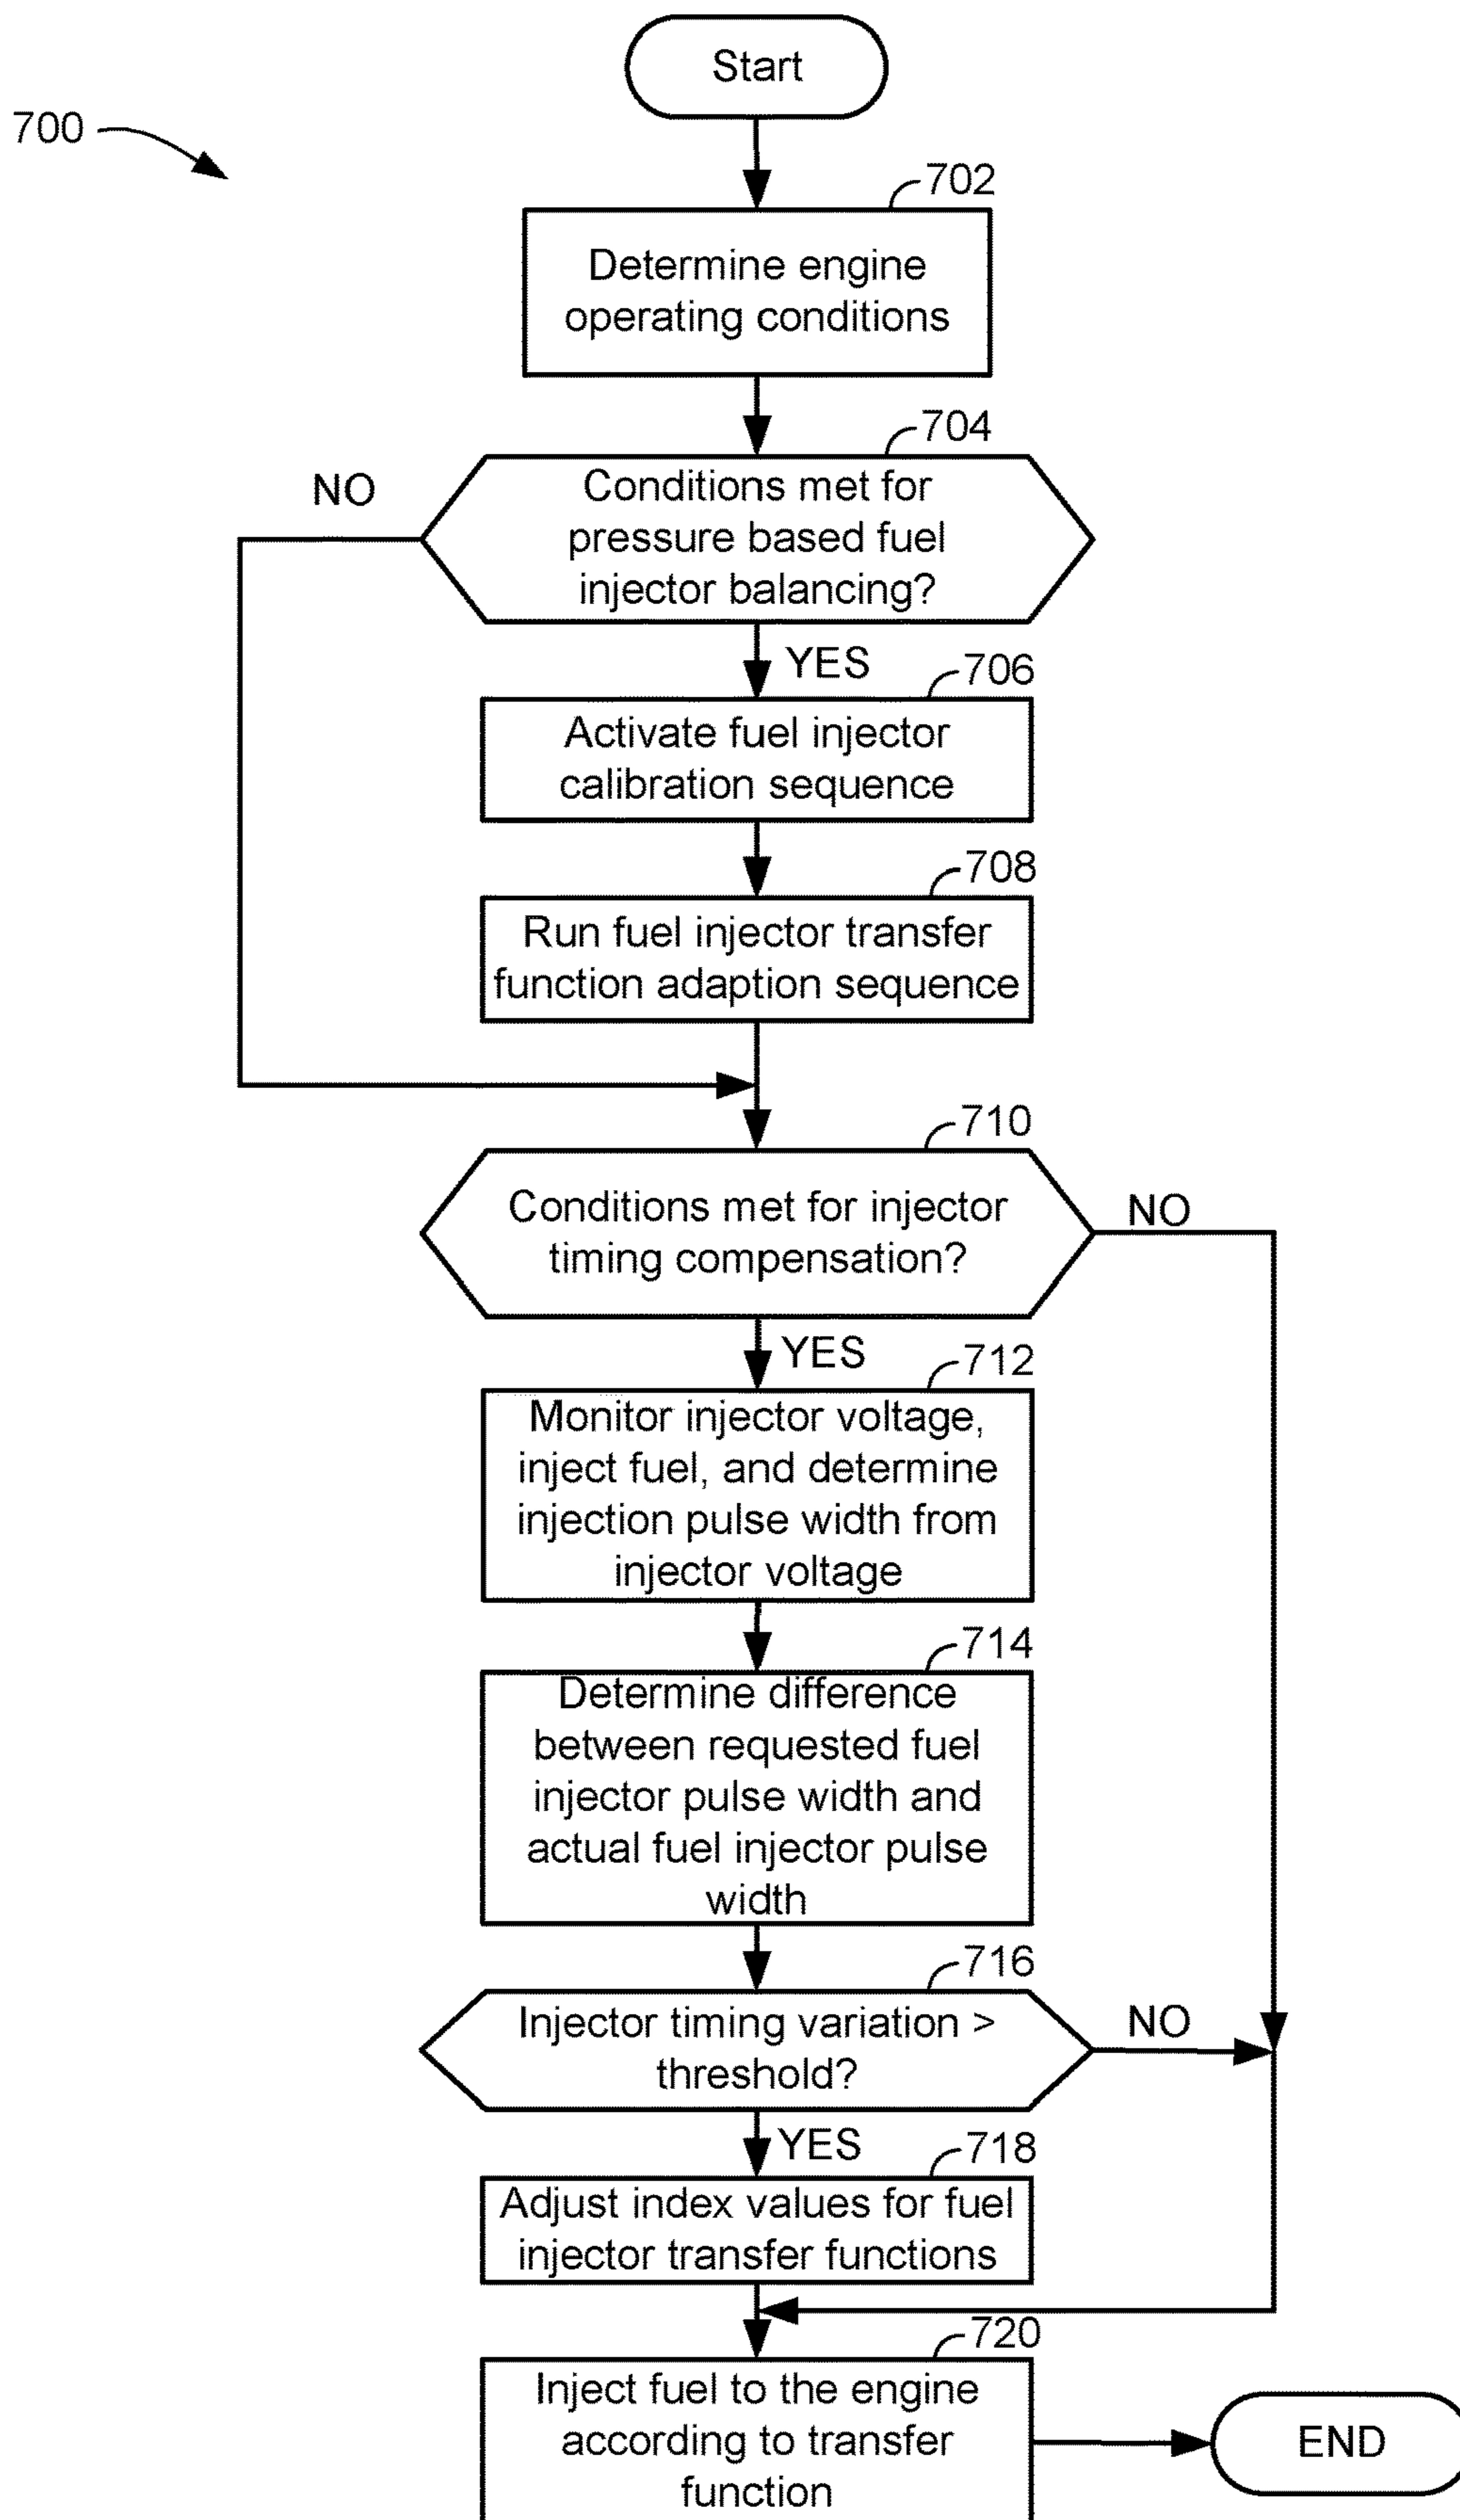 Start
700
702
Determine engine
operating conditions
704
NO
Conditions met for
pressure based fuel
injector balancing?
YES
706
Activate fuel injector
calibration sequence
708
Run fuel injector transfer
function adaption sequence
710
Conditions met for injector
timing compensation?
NO
YES
712
Monitor injector voltage,
inject fuel, and determine
injection pulse width from
injector voltage
714
Determine difference
between requested fuel
injector pulse width and
actual fuel injector pulse
width
716
Injector timing variation >
threshold?
NO
YES
718
Adjust index values for fuel
injector transfer functions
720
Inject fuel to the engine
according to transfer
function
END